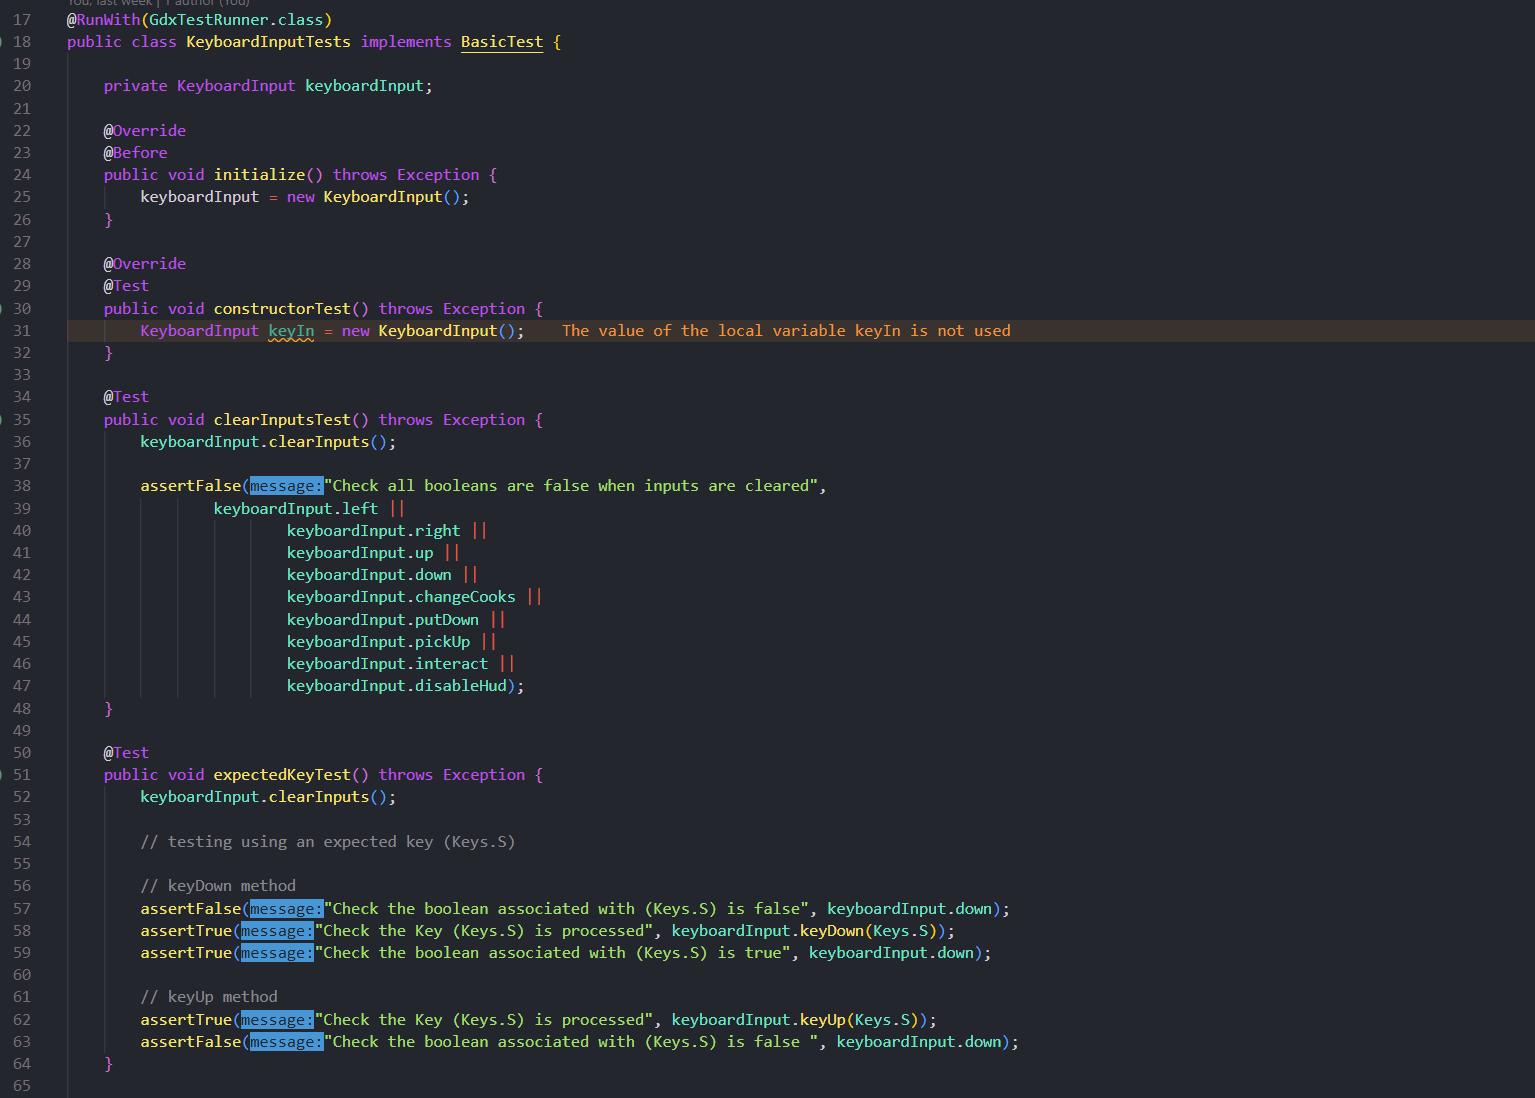 You, last week | 1 author (You)
17 @RunWith(GdxTestRunner.class)
18 public class KeyboardInputTests implements BasicTest {
19
20 private KeyboardInput keyboardInput;
21
22 @Override
23 @Before
24 public void initialize() throws Exception {
25 keyboardInput = new KeyboardInput();
26 }
27
28 @Override
29 @Test
30 public void constructorTest() throws Exception {
31 KeyboardInput keyIn = new KeyboardInput(); The value of the local variable keyIn is not used
32 }
33
34 @Test
35 public void clearInputsTest() throws Exception {
36 keyboardInput.clearInputs();
37
38 assertFalse(message:"Check all booleans are false when inputs are cleared",
39 keyboardInput.left ||
40 keyboardInput.right ||
41 keyboardInput.up ||
42 keyboardInput.down ||
43 keyboardInput.changeCooks ||
44 keyboardInput.putDown ||
45 keyboardInput.pickUp ||
46 keyboardInput.interact ||
47 keyboardInput.disableHud);
48 }
49
50 @Test
51 public void expectedKeyTest() throws Exception {
52 keyboardInput.clearInputs();
53
54 // testing using an expected key (Keys.S)
55
56 // keyDown method
57 assertFalse(message:"Check the boolean associated with (Keys.S) is false", keyboardInput.down);
58 assertTrue(message:"Check the Key (Keys.S) is processed", keyboardInput.keyDown(Keys.S));
59 assertTrue(message:"Check the boolean associated with (Keys.S) is true", keyboardInput.down);
60
61 // keyUp method
62 assertTrue(message:"Check the Key (Keys.S) is processed", keyboardInput.keyUp(Keys.S));
63 assertFalse(message:"Check the boolean associated with (Keys.S) is false ", keyboardInput.down);
64 }
65